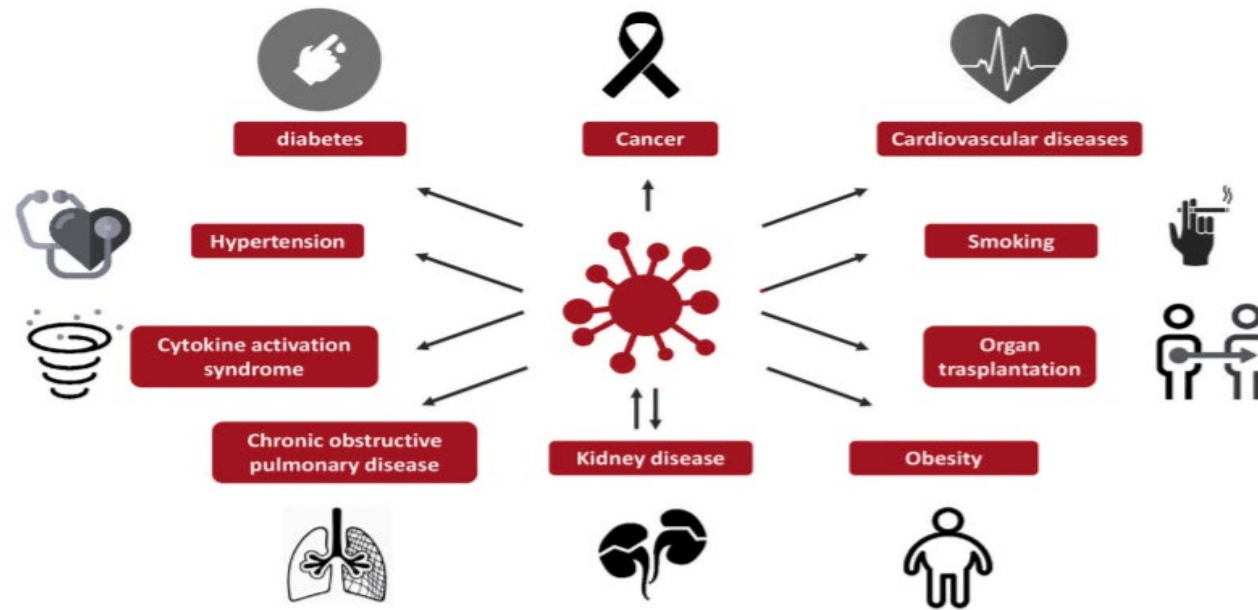 diabetes
Cancer
Cardiovascular diseases
Hypertension
Smoking
Cytokine activation
syndrome
Organ
trasplantation
Chronic obstructive
pulmonary disease
Kidney disease
Obesity